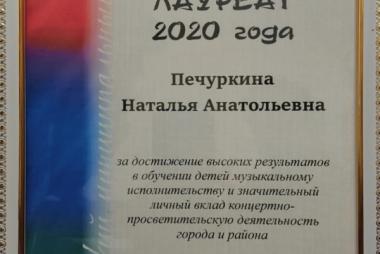 ЛАУРЕАТ
2020 года
Печуркина
Наталья Анатольевна
за достижение высоких результатов
в обучении детей музыкальному
исполнительству и значительный
личный вклад концертно-
просветительскую деятельность
города и района